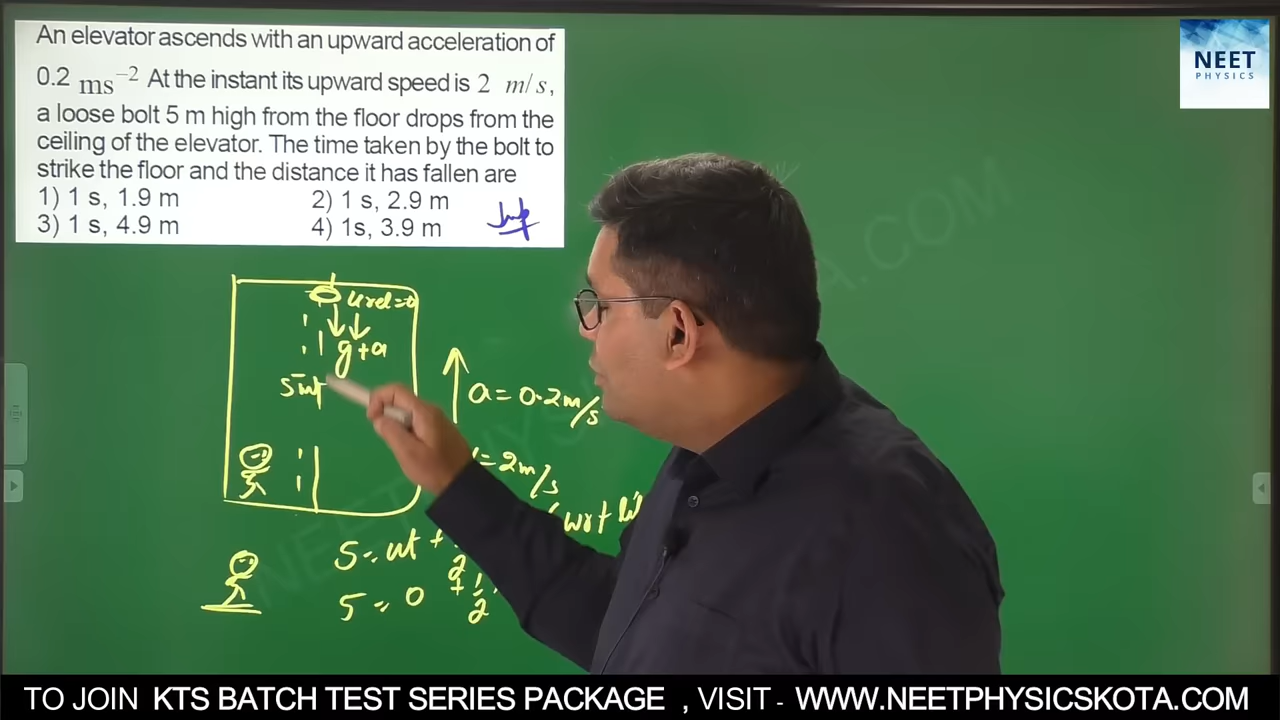 An elevator ascends with an upward acceleration of
0.2 ms⁻² At the instant its upward speed is 2 m/s,
a loose bolt 5 m high from the floor drops from the
ceiling of the elevator. The time taken by the bolt to
strike the floor and the distance it has fallen are
1) 1 s, 1.9 m 2) 1 s, 2.9 m
3) 1 s, 4.9 m 4) 1s, 3.9 m
NEET
PHYSICS
urel=0
g+a
5mt
a = 0.2m/s
= 2m/s
(wrt
S = ut +
5 = 0 + 1/2
TO JOIN KTS BATCH TEST SERIES PACKAGE , VISIT - WWW.NEETPHYSICSKOTA.COM